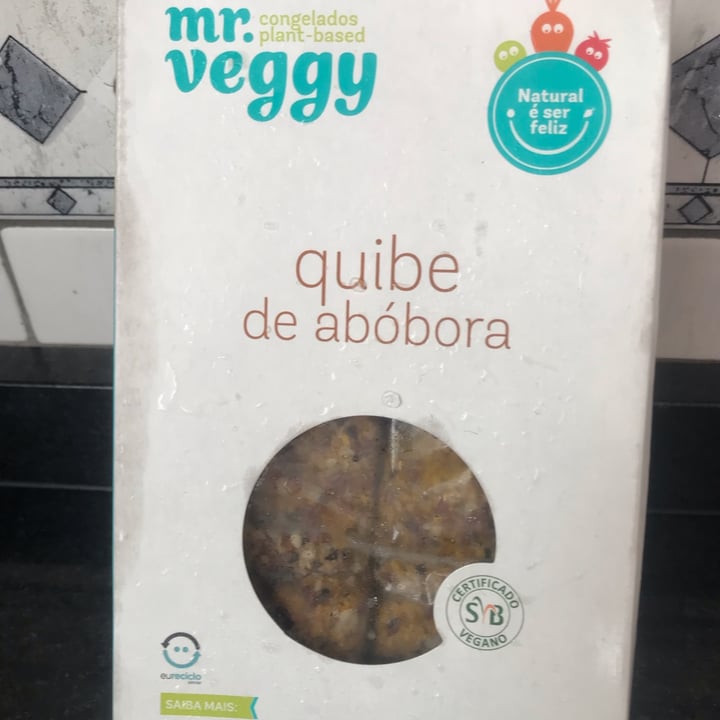 mr. congelados
plant-based
veggy
Natural
é ser
feliz
quibe
de abóbora
CERTIFICADO
SVB
VEGANO
eureciclo
SAIBA MAIS: